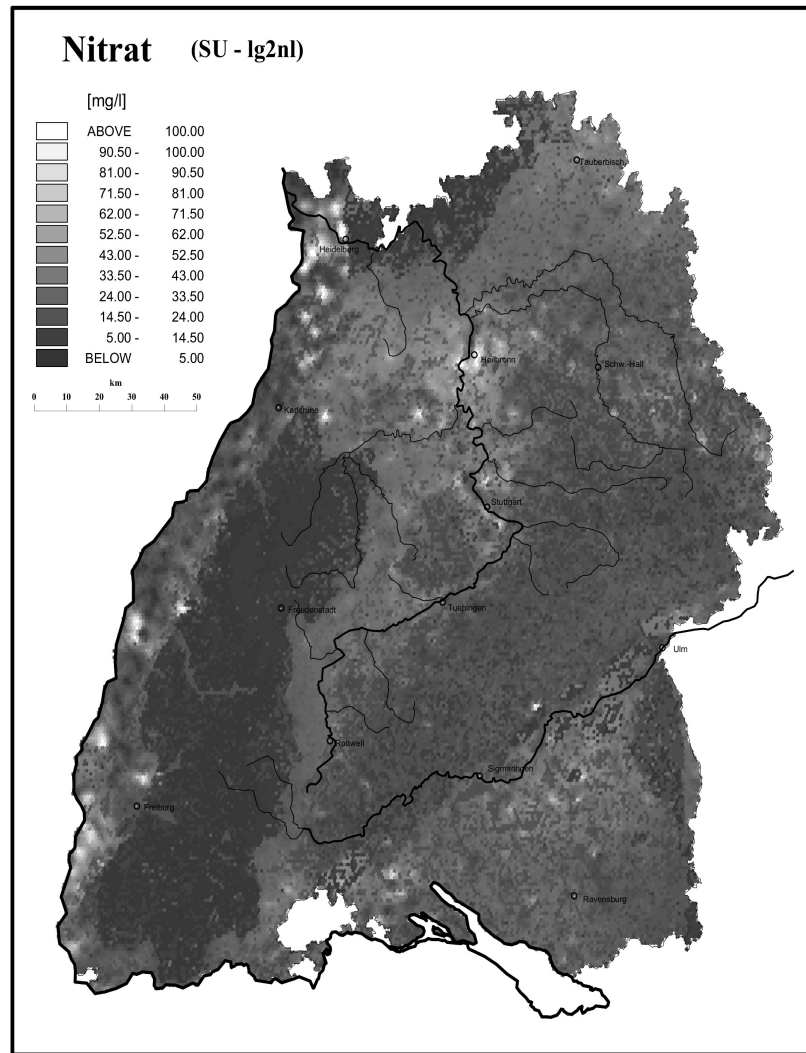 Nitrat (SU - lg2nl)
[mg/l]
ABOVE 100.00
90.50 - 100.00
81.00 - 90.50
71.50 - 81.00
62.00 - 71.50
52.50 - 62.00
43.00 - 52.50
33.50 - 43.00
24.00 - 33.50
14.50 - 24.00
5.00 - 14.50
BELOW 5.00
km
0 10 20 30 40 50
Tauberbisch.
Heidelberg
Heilbronn
Schw.-Hall
Karlsruhe
Stuttgart
Freudenstadt
Tuebingen
Ulm
Rottweil
Sigmaringen
Freiburg
Ravensburg